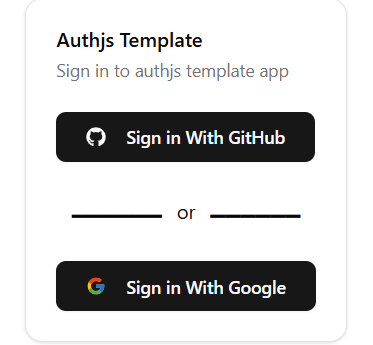 Authjs Template
Sign in to authjs template app
Sign in With GitHub
or
Sign in With Google